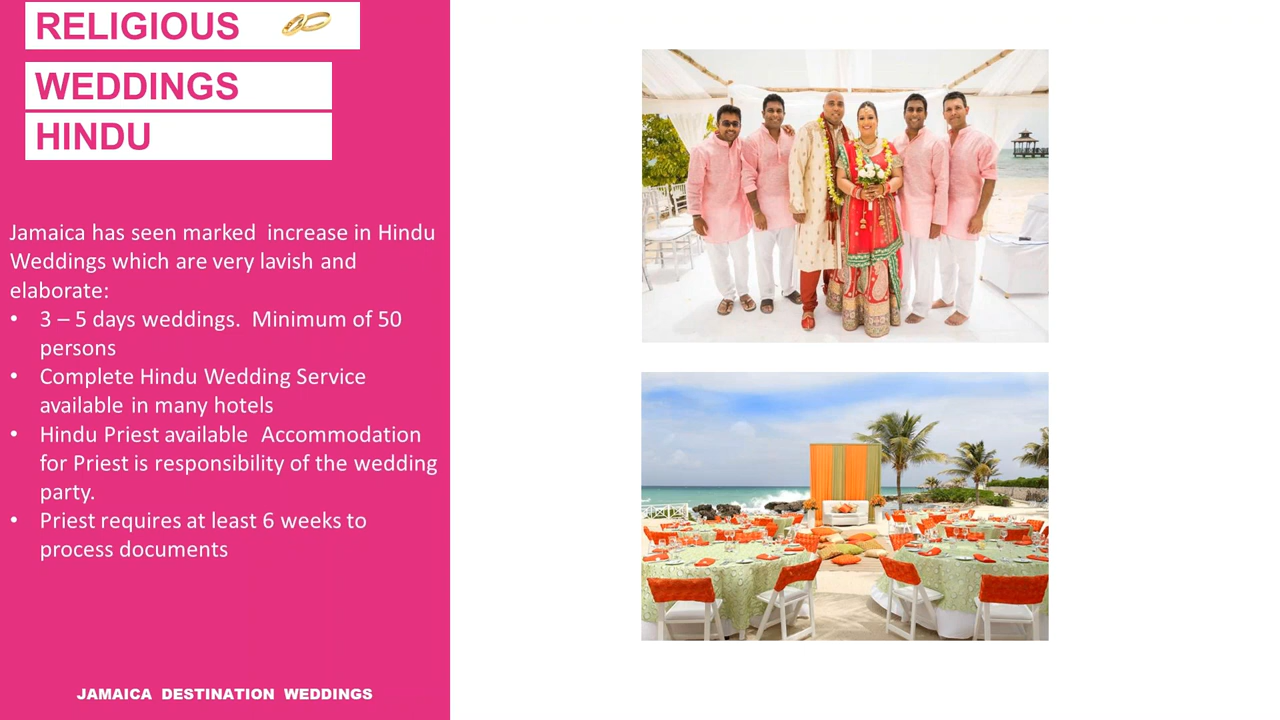 RELIGIOUS
WEDDINGS
HINDU
Jamaica has seen marked  increase in Hindu
Weddings which are very lavish and
elaborate:
• 3 – 5 days weddings.  Minimum of 50
persons
• Complete Hindu Wedding Service
available in many hotels
• Hindu Priest available  Accommodation
for Priest is responsibility of the wedding
party.
• Priest requires at least 6 weeks to
process documents
JAMAICA  DESTINATION  WEDDINGS